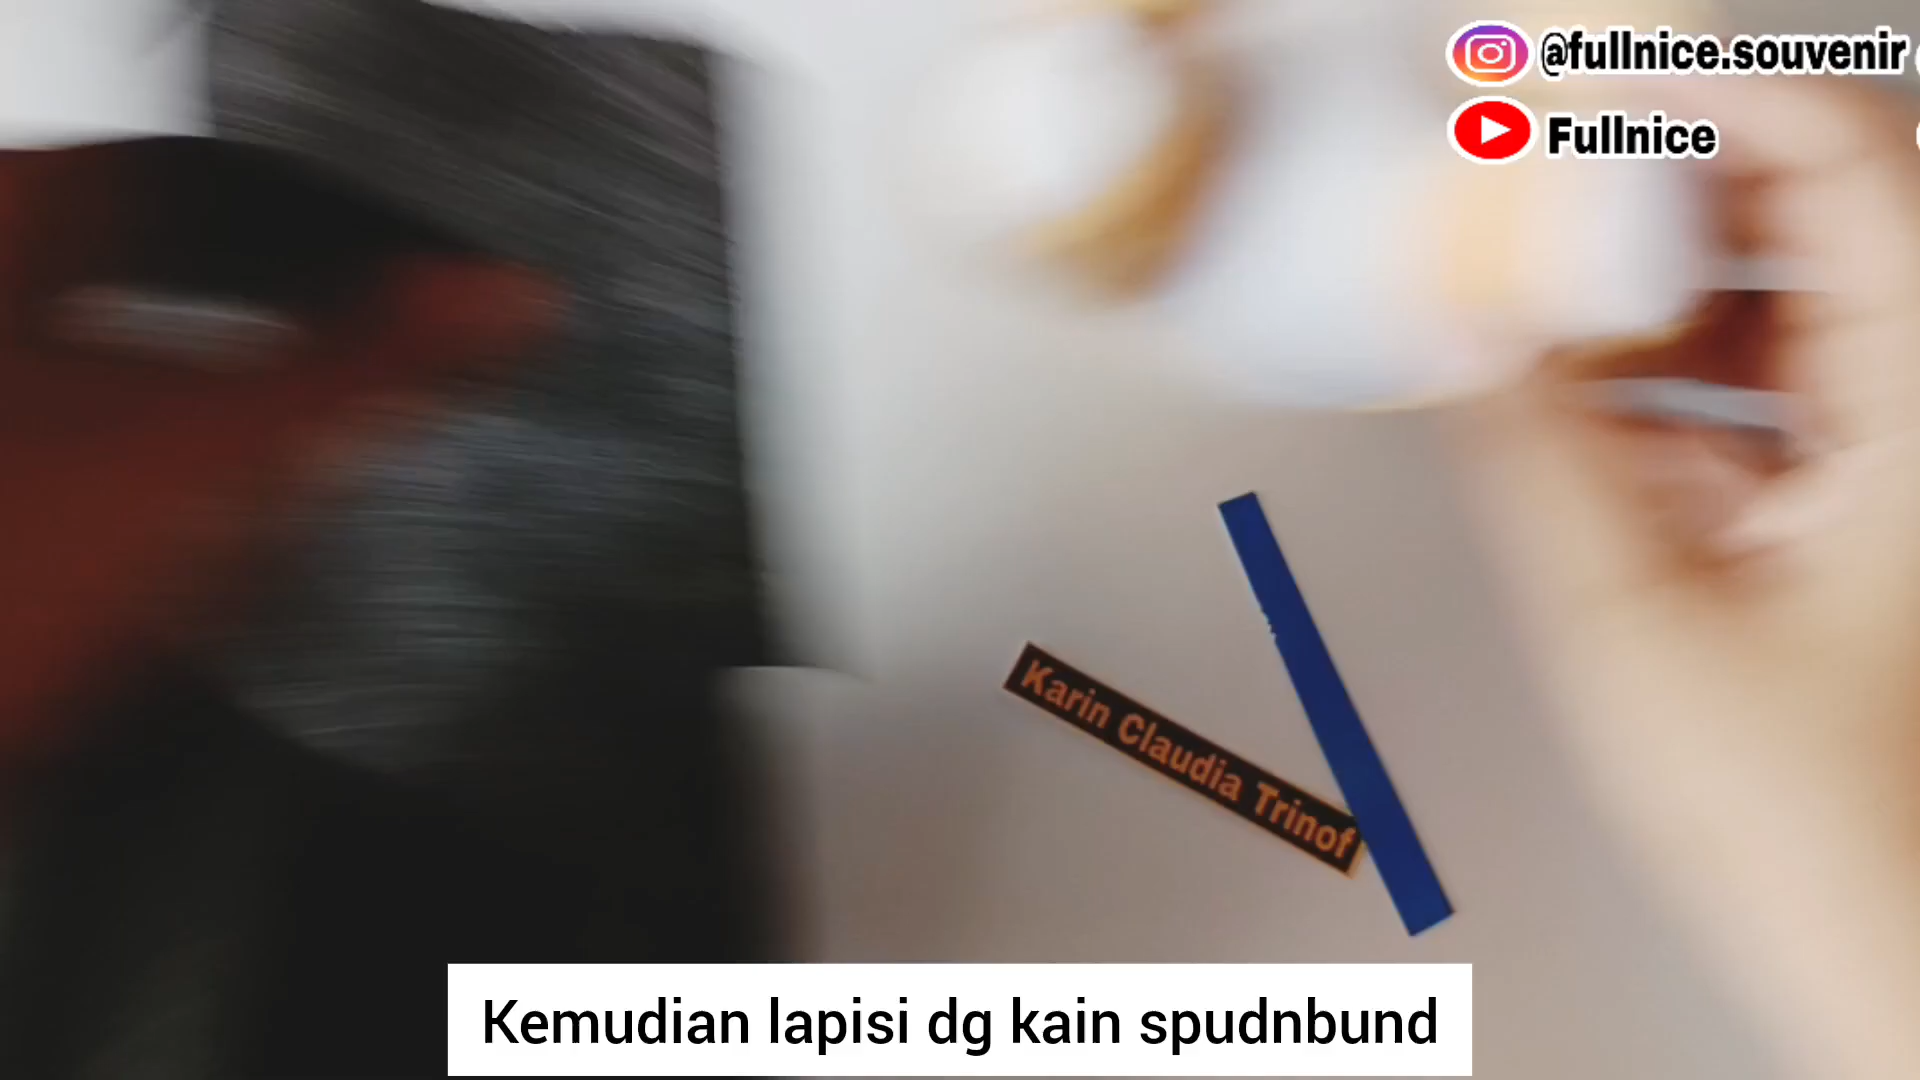 @fullnice.souvenir
Fullnice
Karin Claudia Trinof
Kemudian lapisi dg kain spudnbund